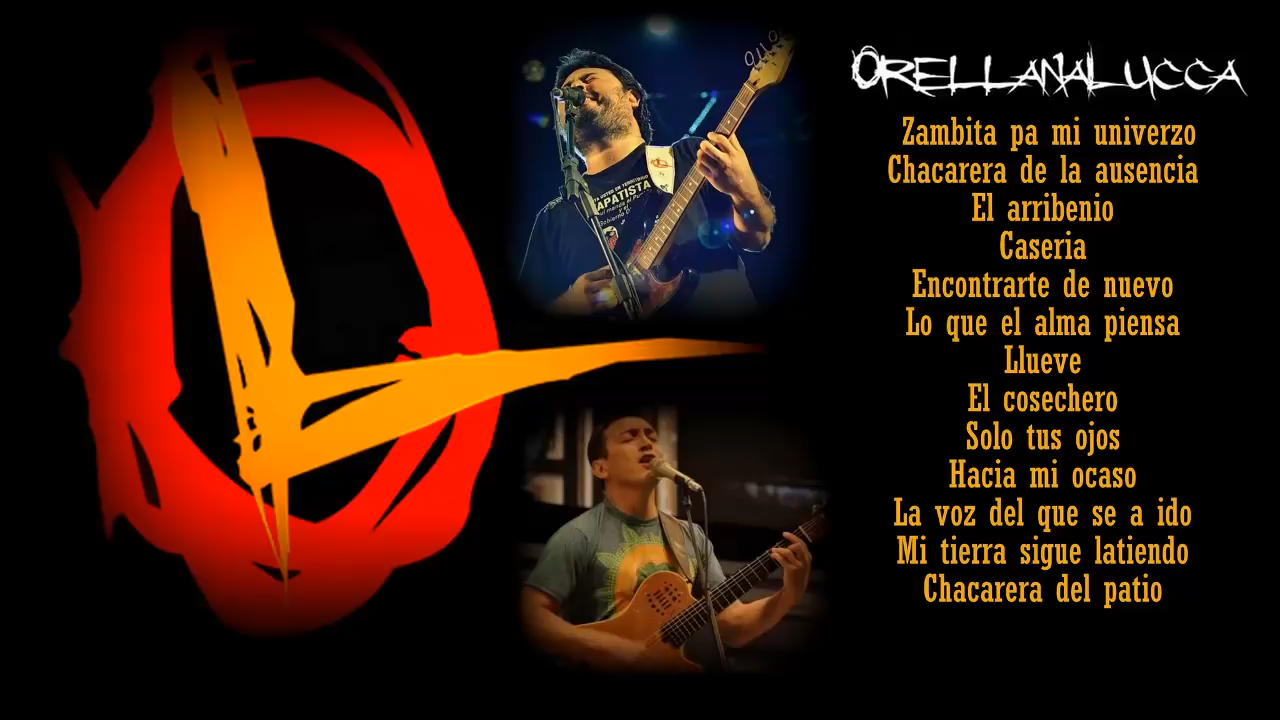 ORELLANALUCCA
Zambita pa mi univerzo
Chacarera de la ausencia
El arribenio
Caseria
Encontrarte de nuevo
Lo que el alma piensa
Llueve
El cosechero
Solo tus ojos
Hacia mi ocaso
La voz del que se a ido
Mi tierra sigue latiendo
Chacarera del patio
TERRITORIO
APATISTA